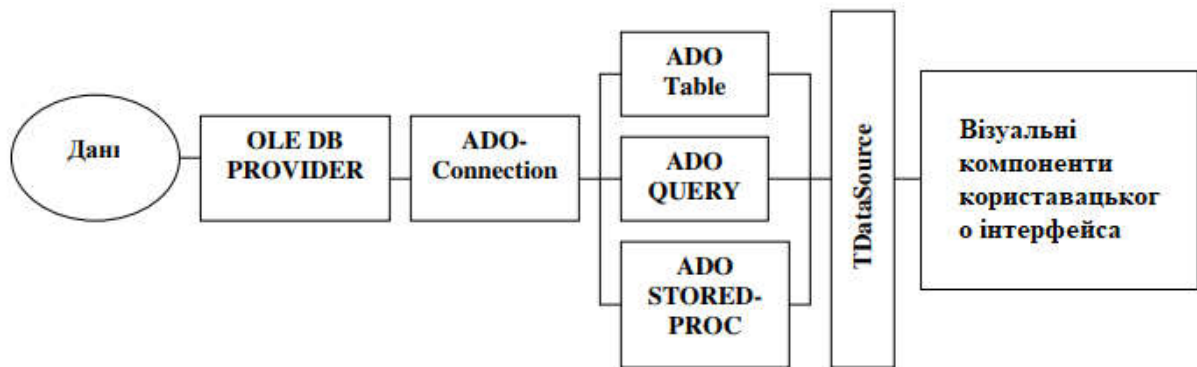 Дані
OLE DB
PROVIDER
ADO-
Connection
ADO
Table
ADO
QUERY
ADO
STORED-
PROC
TDataSource
Візуальні
компоненти
користавацьког
о інтерфейса